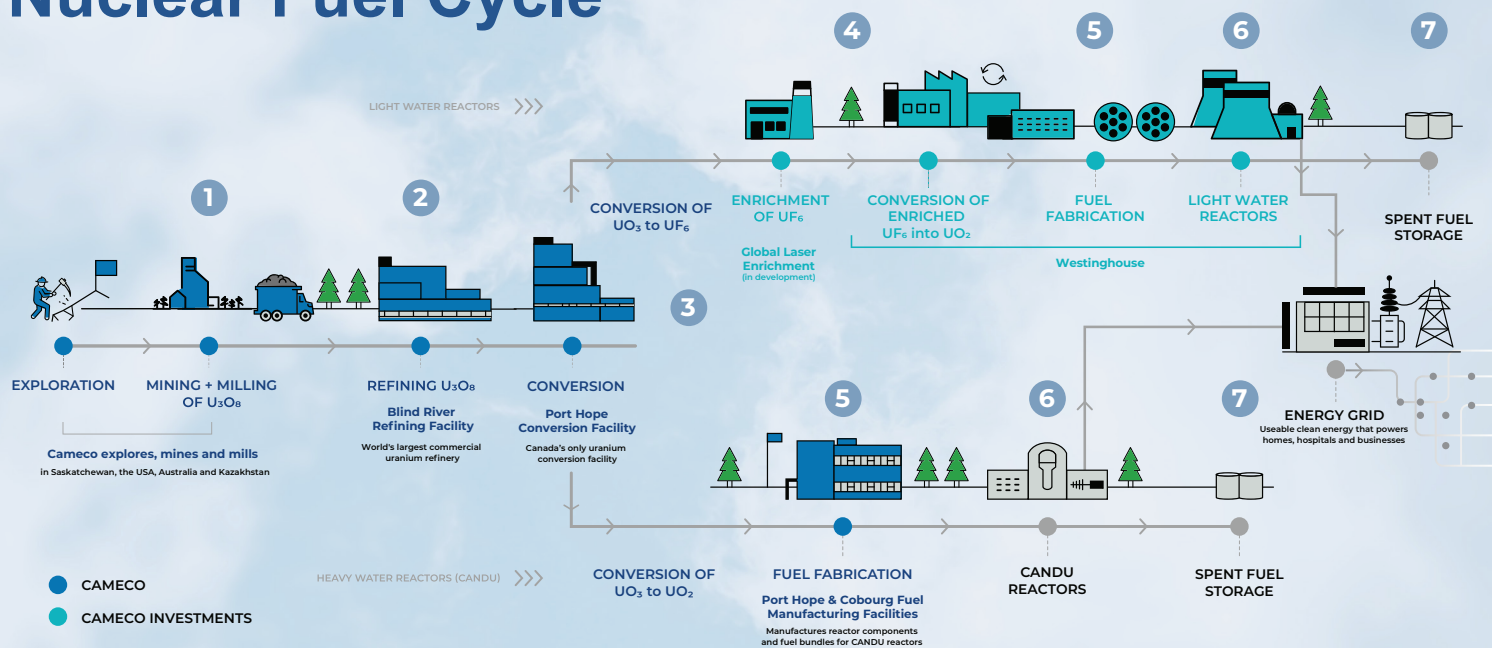 Nuclear Fuel Cycle
4
5
6
7
LIGHT WATER REACTORS
1
2
CONVERSION OF
UO₃ to UF₆
ENRICHMENT
OF UF₆
Global Laser
Enrichment
(in development)
CONVERSION OF
ENRICHED
UF₆ into UO₂
FUEL
FABRICATION
LIGHT WATER
REACTORS
Westinghouse
SPENT FUEL
STORAGE
3
EXPLORATION
MINING + MILLING
OF U₃O₈
Cameco explores, mines and mills
in Saskatchewan, the USA, Australia and Kazakhstan
REFINING U₃O₈
Blind River
Refining Facility
World's largest commercial
uranium refinery
CONVERSION
Port Hope
Conversion Facility
Canada's only uranium
conversion facility
5
6
7
ENERGY GRID
Useable clean energy that powers
homes, hospitals and businesses
HEAVY WATER REACTORS (CANDU)
CONVERSION OF
UO₃ to UO₂
FUEL FABRICATION
Port Hope & Cobourg Fuel
Manufacturing Facilities
Manufactures reactor components
and fuel bundles for CANDU reactors
CANDU
REACTORS
SPENT FUEL
STORAGE
CAMECO
CAMECO INVESTMENTS